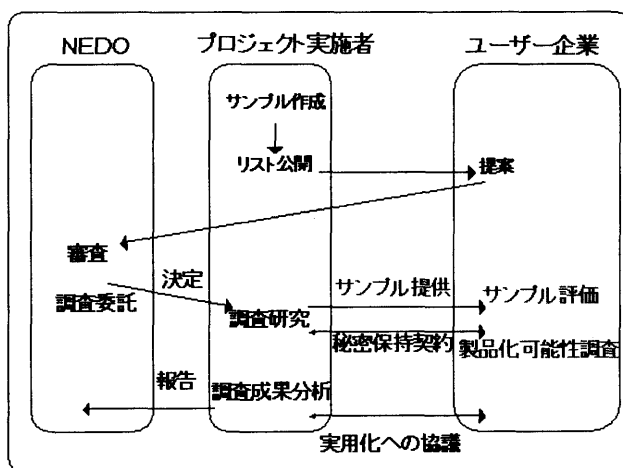 NEDO
プロジェクト実施者
ユーザー企業
サンプル作成
リスト公開
提案
審査
決定
調査委託
サンプル提供
サンプル評価
調査研究
秘密保持契約
製品化可能性調査
報告
調査成果分析
実用化への協議